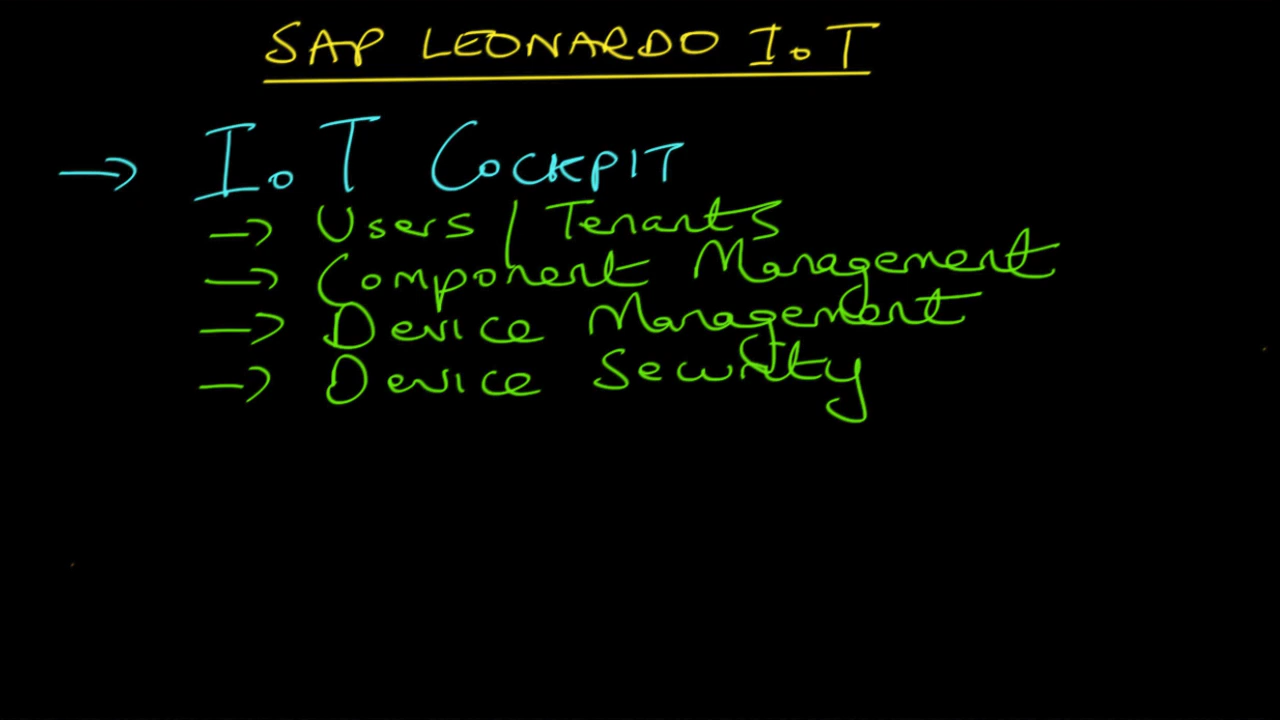 SAP LEONARDO IoT
→ IoT COCKPIT
→ Users / Tenants
→ Component Management
→ Device Management
→ Device Security